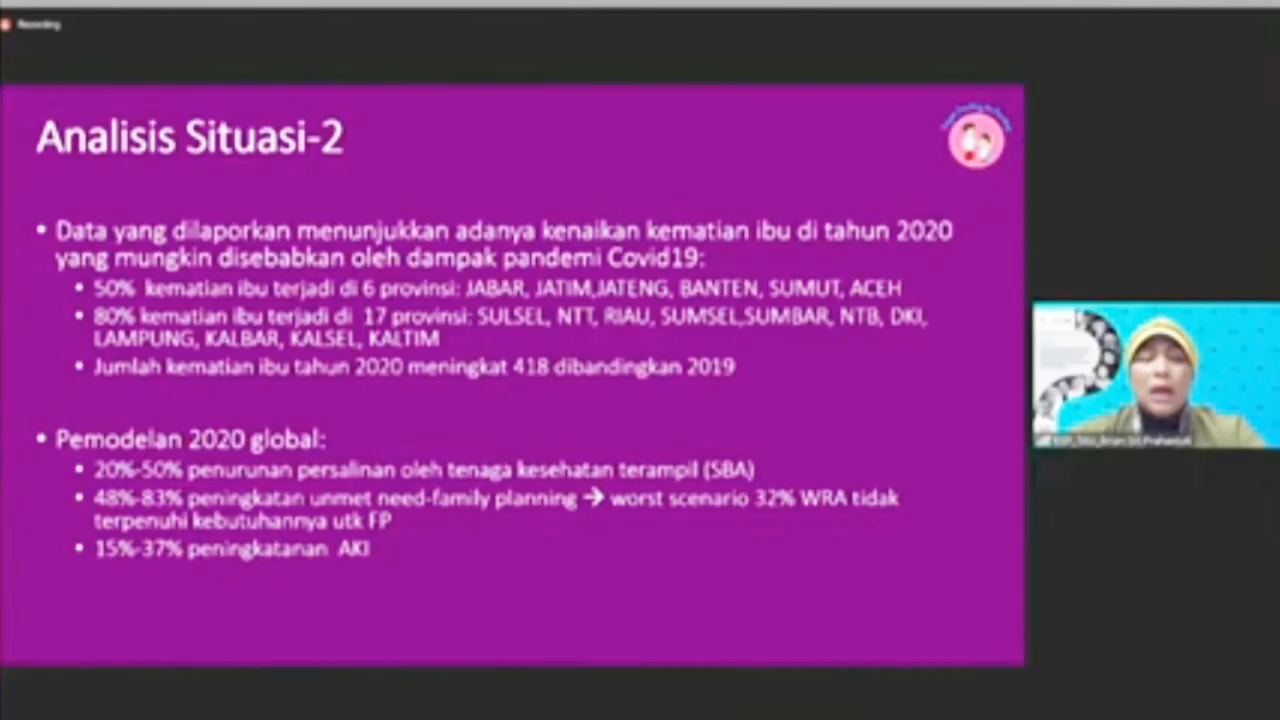 Recording
Analisis Situasi-2
• Data yang dilaporkan menunjukkan adanya kenaikan kematian ibu di tahun 2020
yang mungkin disebabkan oleh dampak pandemi Covid19:
• 50% kematian ibu terjadi di 6 provinsi: JABAR, JATIM,JATENG, BANTEN, SUMUT, ACEH
• 80% kematian ibu terjadi di 17 provinsi: SULSEL, NTT, RIAU, SUMSEL,SUMBAR, NTB, DKI,
LAMPUNG, KALBAR, KALSEL, KALTIM
• Jumlah kematian ibu tahun 2020 meningkat 418 dibandingkan 2019
• Pemodelan 2020 global:
• 20%-50% penurunan persalinan oleh tenaga kesehatan terampil (SBA)
• 48%-83% peningkatan unmet need-family planning → worst scenario 32% WRA tidak
terpenuhi kebutuhannya utk FP
• 15%-37% peningkatanan AKI